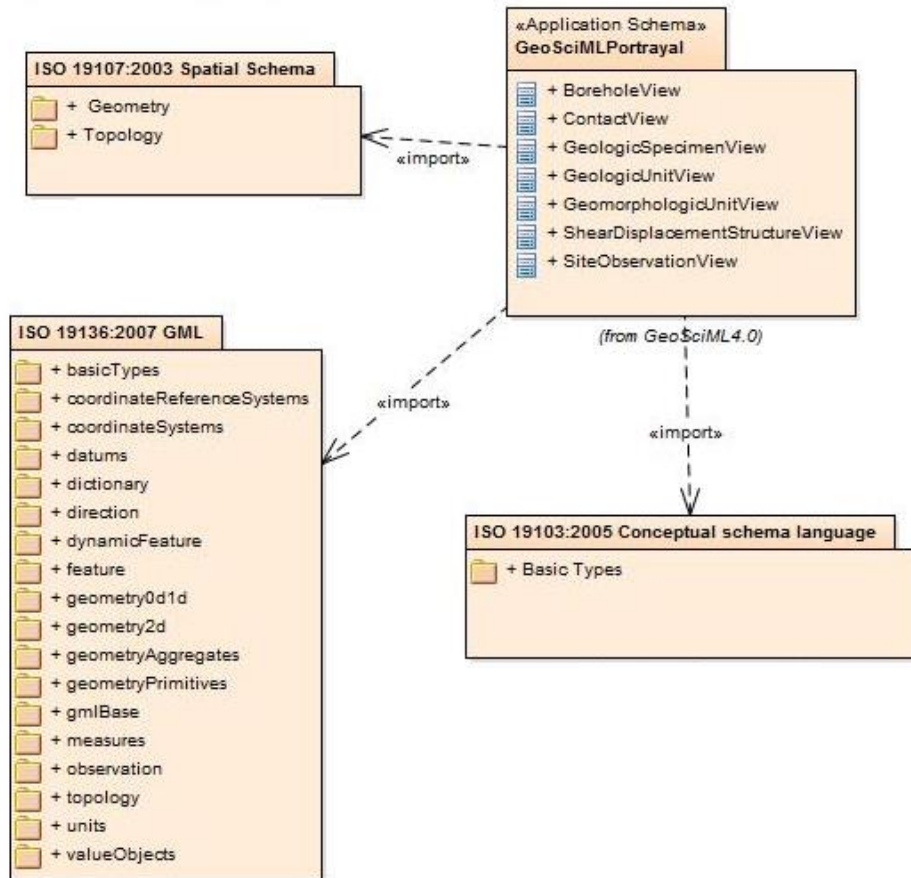 «Application Schema»
GeoSciMLPortrayal
+ BoreholeView
+ ContactView
+ GeologicSpecimenView
+ GeologicUnitView
+ GeomorphologicUnitView
+ ShearDisplacementStructureView
+ SiteObservationView
(from GeoSciML4.0)
ISO 19107:2003 Spatial Schema
+ Geometry
+ Topology
«import»
«import»
«import»
ISO 19136:2007 GML
+ basicTypes
+ coordinateReferenceSystems
+ coordinateSystems
+ datums
+ dictionary
+ direction
+ dynamicFeature
+ feature
+ geometry0d1d
+ geometry2d
+ geometryAggregates
+ geometryPrimitives
+ gmlBase
+ measures
+ observation
+ topology
+ units
+ valueObjects
ISO 19103:2005 Conceptual schema language
+ Basic Types